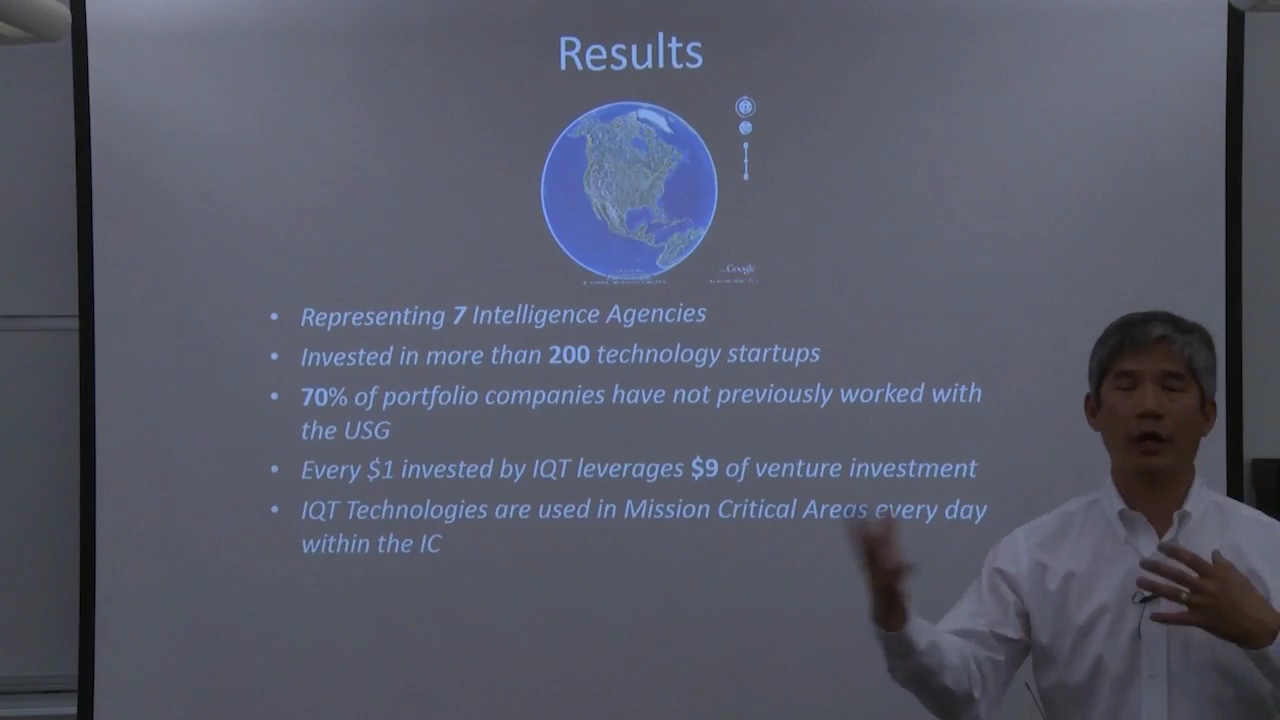 Results
Google
• Representing 7 Intelligence Agencies
• Invested in more than 200 technology startups
• 70% of portfolio companies have not previously worked with
the USG
• Every $1 invested by IQT leverages $9 of venture investment
• IQT Technologies are used in Mission Critical Areas every day
within the IC